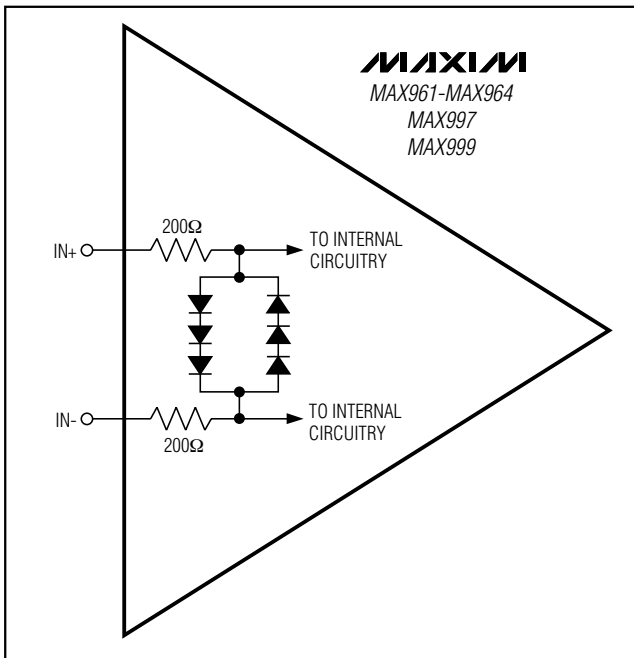 MAXIM
MAX961-MAX964
MAX997
MAX999
200Ω
IN+
TO INTERNAL
CIRCUITRY
IN-
TO INTERNAL
CIRCUITRY
200Ω